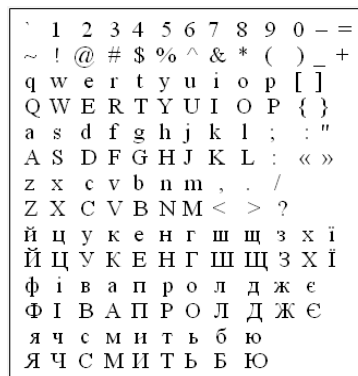 ` 1 2 3 4 5 6 7 8 9 0 – =
~ ! @ # $ % ^ & * ( ) _ +
q w e r t y u i o p [ ]
Q W E R T Y U I O P { }
a s d f g h j k l ; : "
A S D F G H J K L : « »
z x c v b n m , . /
Z X C V B N M < > ?
й ц у к е н г ш щ з х ї
Й Ц У К Е Н Г Ш Щ З Х Ї
ф і в а п р о л д ж є
Ф І В А П Р О Л Д Ж Є
я ч с м и т ь б ю
Я Ч С М И Т Ь Б Ю